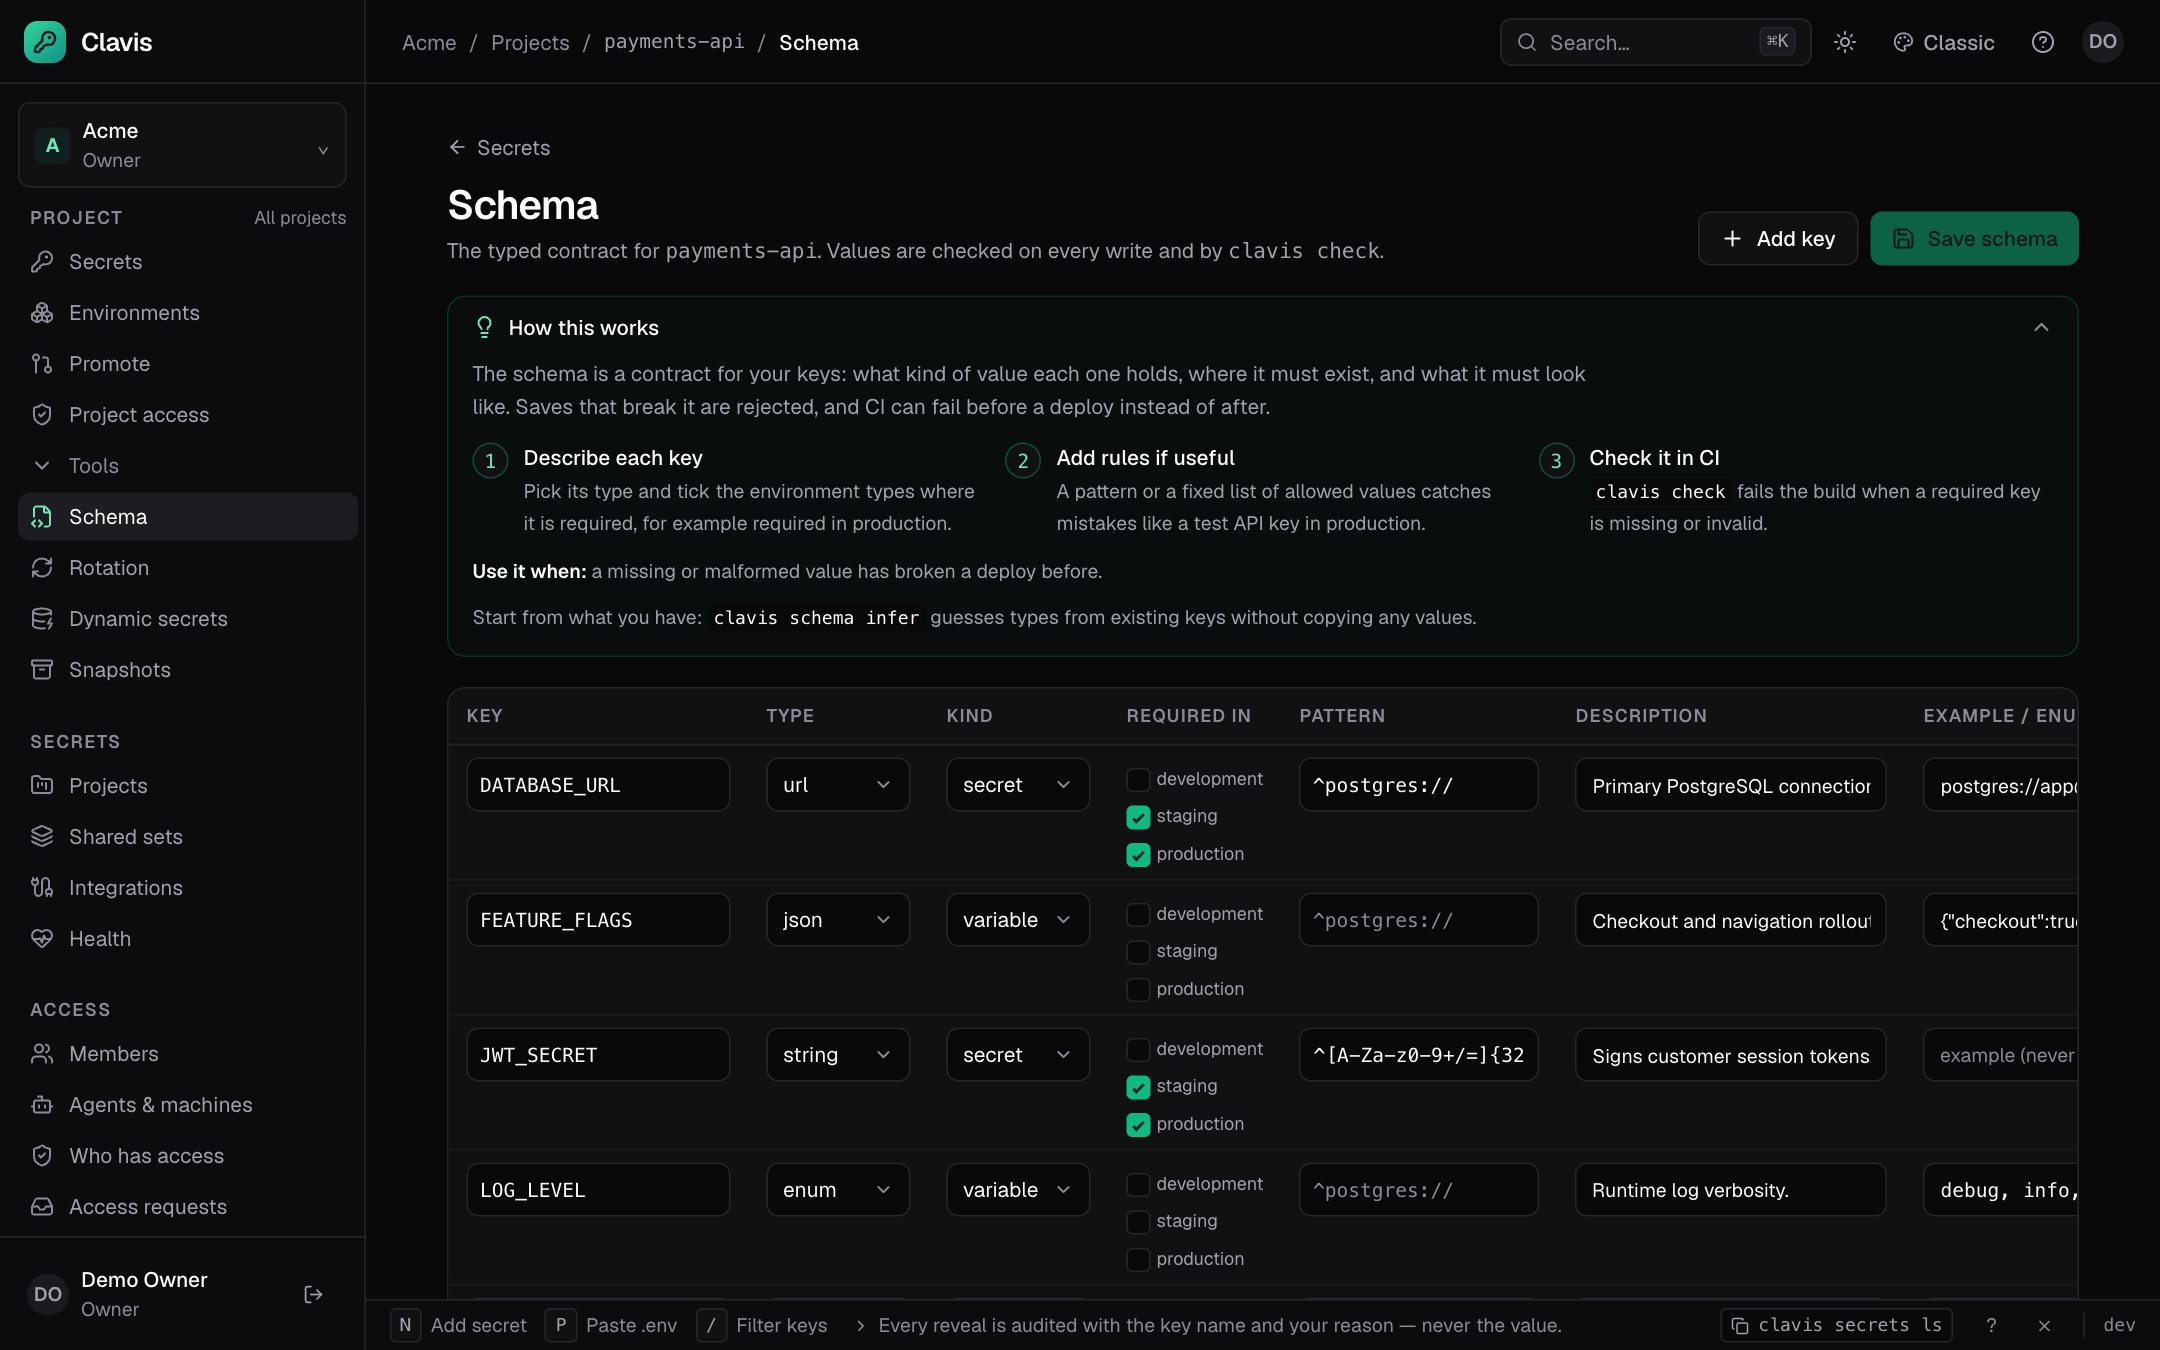 Clavis
Acme / Projects / payments-api / Schema
Search...
⌘K
Classic
DO
A
Acme
Owner
PROJECT
All projects
Secrets
Environments
Promote
Project access
Tools
Schema
Rotation
Dynamic secrets
Snapshots
SECRETS
Projects
Shared sets
Integrations
Health
ACCESS
Members
Agents & machines
Who has access
Access requests
DO
Demo Owner
Owner
← Secrets
Schema
The typed contract for payments-api. Values are checked on every write and by clavis check.
+ Add key
Save schema
How this works
The schema is a contract for your keys: what kind of value each one holds, where it must exist, and what it must look
like. Saves that break it are rejected, and CI can fail before a deploy instead of after.
1
Describe each key
Pick its type and tick the environment types where
it is required, for example required in production.
2
Add rules if useful
A pattern or a fixed list of allowed values catches
mistakes like a test API key in production.
3
Check it in CI
clavis check fails the build when a required key
is missing or invalid.
Use it when: a missing or malformed value has broken a deploy before.
Start from what you have: clavis schema infer guesses types from existing keys without copying any values.
KEY TYPE KIND REQUIRED IN PATTERN DESCRIPTION EXAMPLE / ENU
DATABASE_URL url secret development ^postgres:// Primary PostgreSQL connection postgres://app
staging
production
FEATURE_FLAGS json variable development ^postgres:// Checkout and navigation rollout {"checkout":true
staging
production
JWT_SECRET string secret development ^[A-Za-z0-9+/=]{32 Signs customer session tokens example (never
staging
production
LOG_LEVEL enum variable development ^postgres:// Runtime log verbosity. debug, info,
staging
production
N Add secret P Paste .env / Filter keys > Every reveal is audited with the key name and your reason — never the value.
clavis secrets ls
?
×
dev